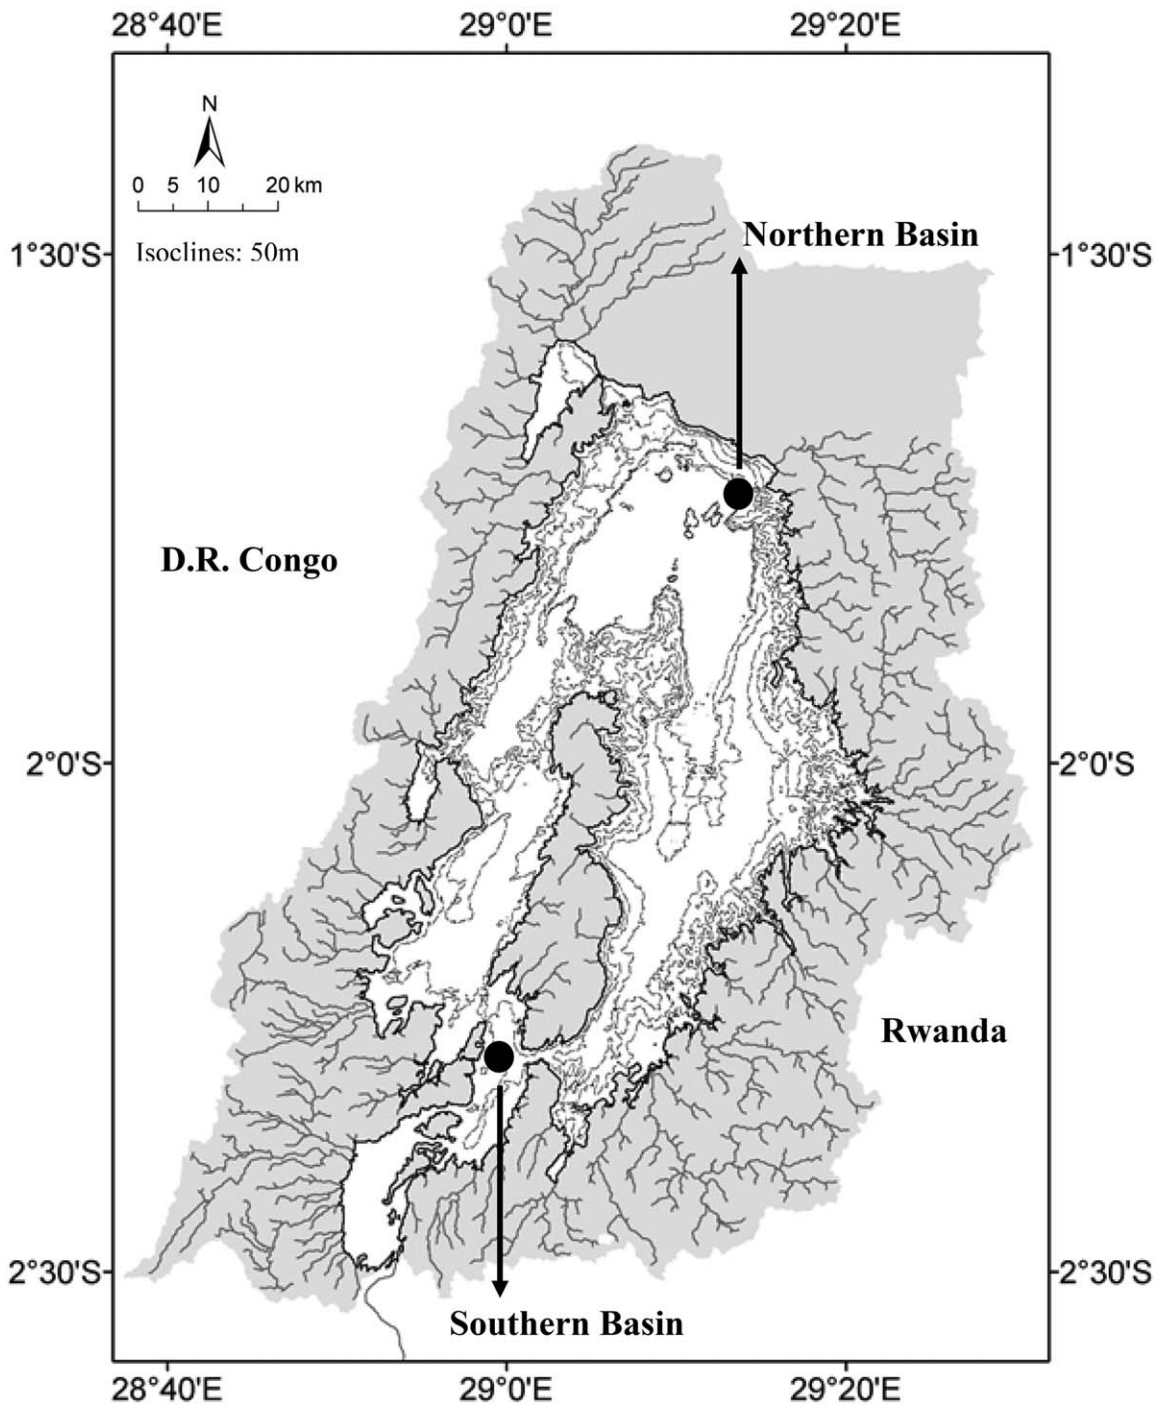 28°40'E 29°0'E 29°20'E
N
0 5 10 20 km
Isoclines: 50m
Northern Basin
1°30'S 1°30'S
D.R. Congo
2°0'S 2°0'S
Rwanda
2°30'S 2°30'S
Southern Basin
28°40'E 29°0'E 29°20'E